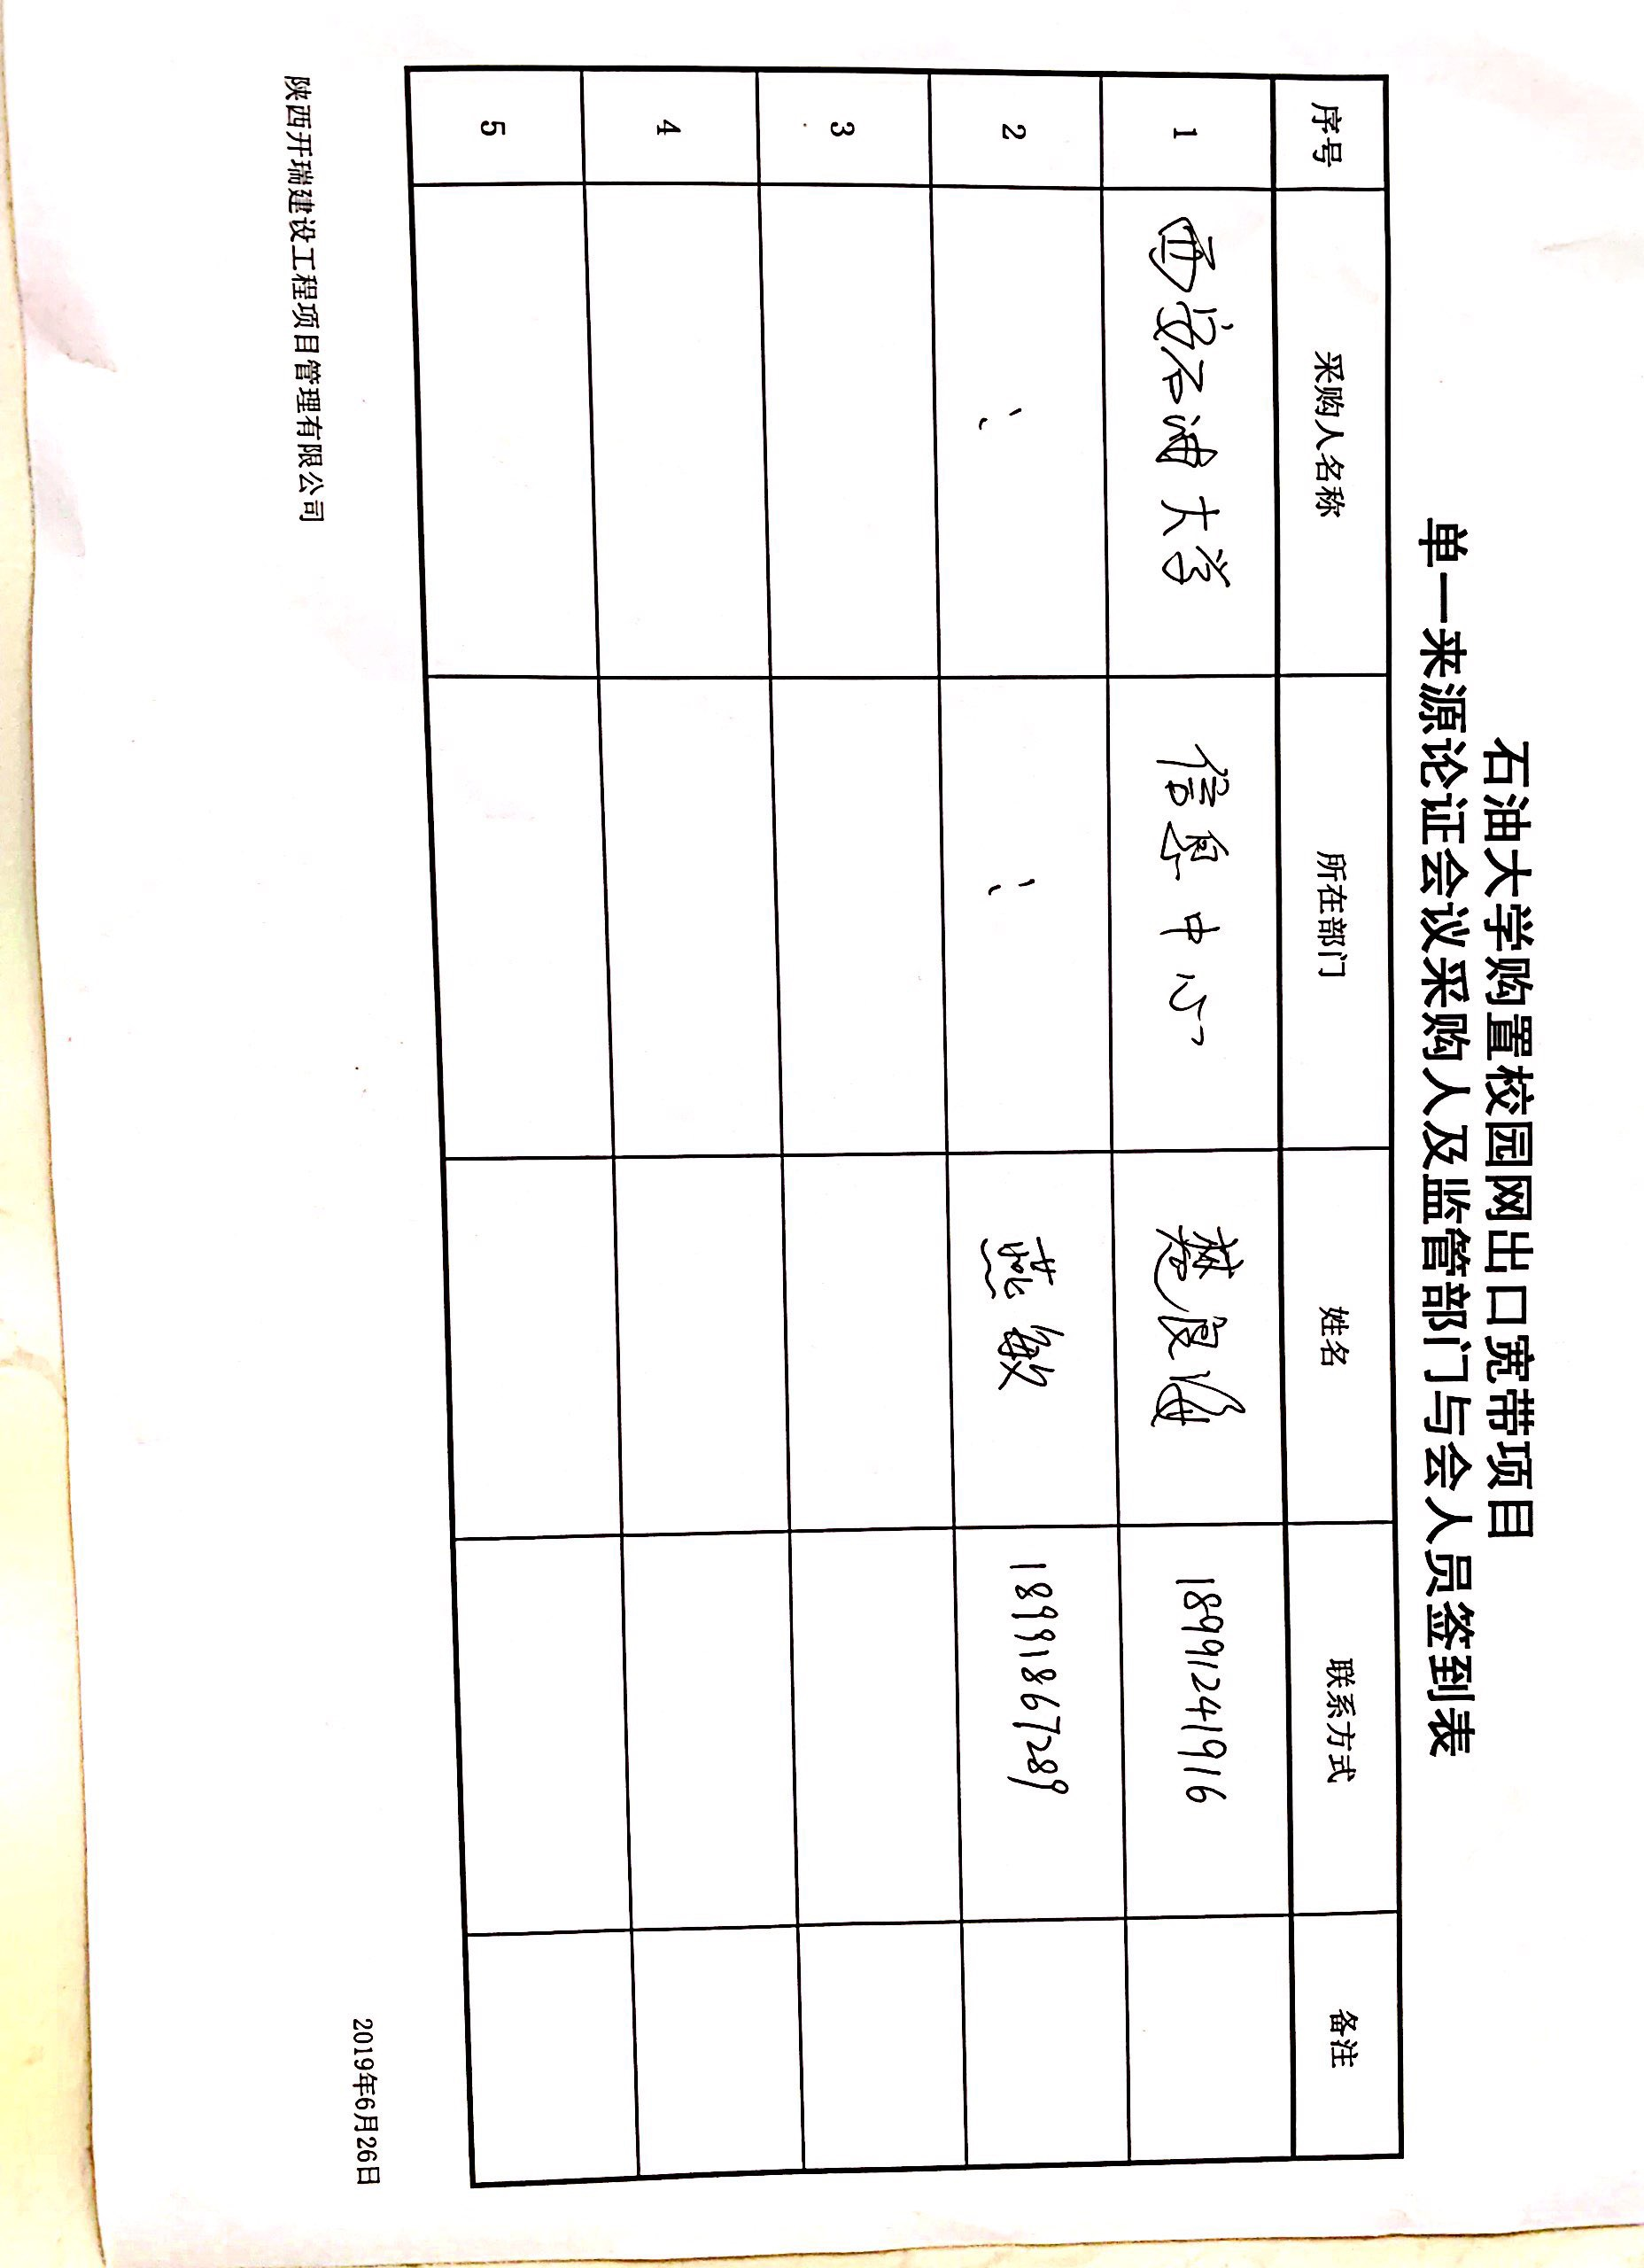 石油大学购置校园网出口宽带项目
单一来源论证会议采购人及监管部门与会人员签到表
序号 采购人名称 所在部门 姓名 联系方式 备注
1 西安石油大学 信息中心 楚良海 18991241916
2 〃 〃 燕敏 18991867289
3
4
5
陕西开瑞建设工程项目管理有限公司
2019年6月26日